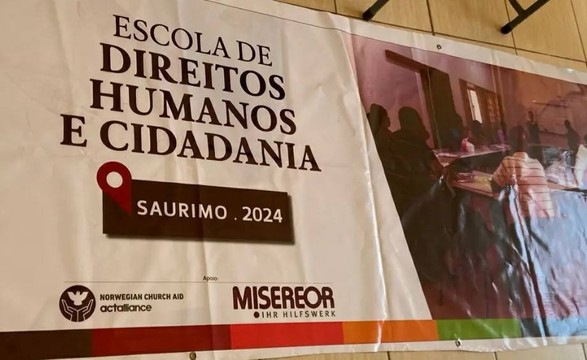 ESCOLA DE
DIREITOS
HUMANOS
E CIDADANIA
SAURIMO . 2024
Apoio:
NORWEGIAN CHURCH AID
actalliance
MISEREOR
IHR HILFSWERK